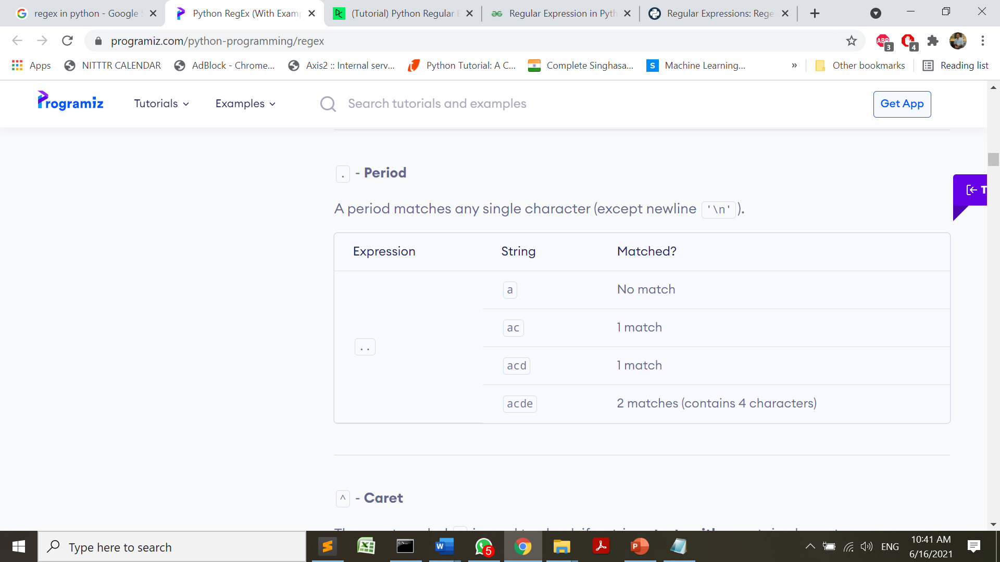 regex in python - Google S
Python RegEx (With Examp
(Tutorial) Python Regular E
Regular Expression in Pyth
Regular Expressions: Rege
programiz.com/python-programming/regex
ABP
3
4
Apps
NITTTR CALENDAR
AdBlock - Chrome...
Axis2 :: Internal serv...
Python Tutorial: A C...
Complete Singhasa...
S
Machine Learning...
»
Other bookmarks
Reading list
Programiz
Tutorials
Examples
Search tutorials and examples
Get App
. - Period
T
A period matches any single character (except newline '\n').
Expression String Matched?
a No match
ac 1 match
..
acd 1 match
acde 2 matches (contains 4 characters)
^ - Caret
Type here to search
5
ENG
10:41 AM
6/16/2021